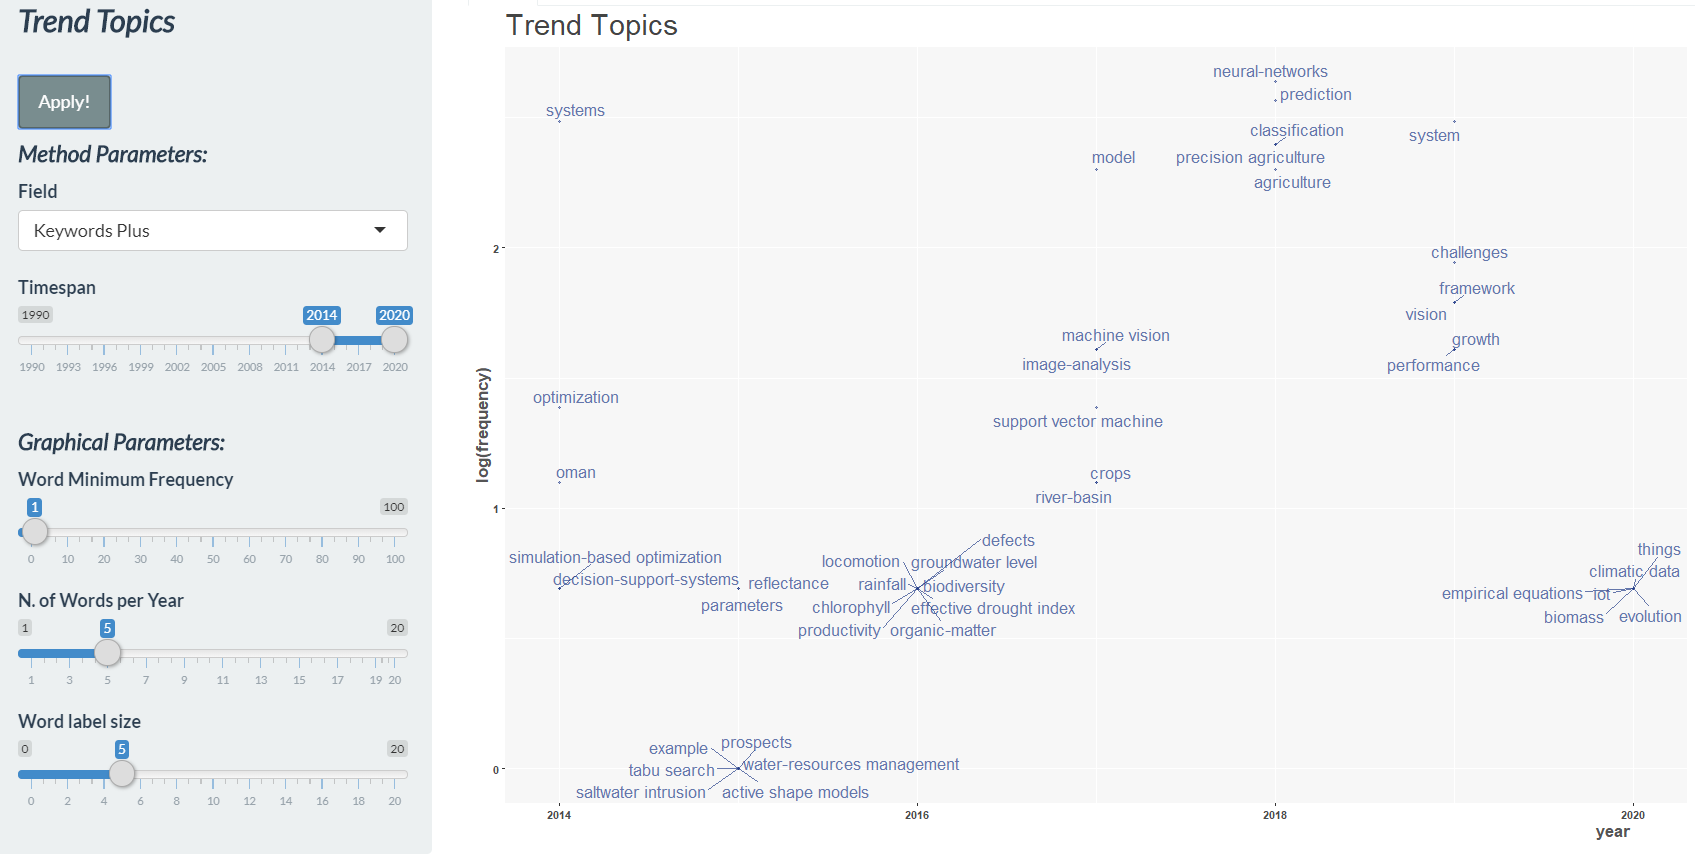 Trend Topics
Apply!
Method Parameters:
Field
Keywords Plus
Timespan
1990 2014 2020
1990 1993 1996 1999 2002 2005 2008 2011 2014 2017 2020
Graphical Parameters:
Word Minimum Frequency
1 100
0 10 20 30 40 50 60 70 80 90 100
N. of Words per Year
1 5 20
1 3 5 7 9 11 13 15 17 19 20
Word label size
0 5 20
0 2 4 6 8 10 12 14 16 18 20
Trend Topics
neural-networks
prediction
systems
classification
system
model precision agriculture
agriculture
2
challenges
framework
vision
machine vision growth
image-analysis performance
log(frequency)
optimization
support vector machine
oman crops
river-basin
1
defects
things
simulation-based optimization locomotion groundwater level
climatic data
decision-support-systems reflectance rainfall biodiversity
empirical equations iot
parameters chlorophyll effective drought index
biomass evolution
productivity organic-matter
example prospects
0
tabu search water-resources management
saltwater intrusion active shape models
2014 2016 2018 2020
year